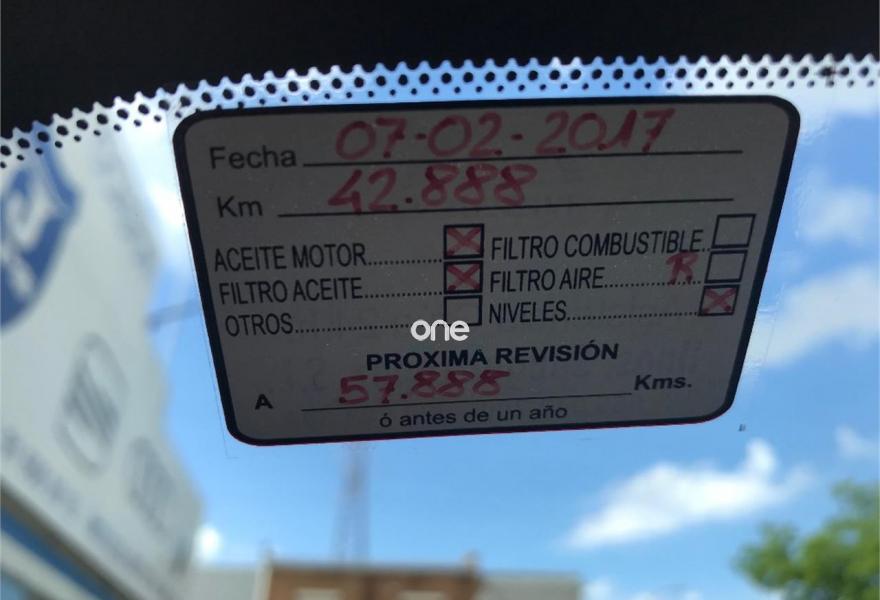 Fecha 07-02-2017
Km 42.888
ACEITE MOTOR.............. FILTRO COMBUSTIBLE..
FILTRO ACEITE.............. FILTRO AIRE............ R
OTROS........................ NIVELES........................
one
PROXIMA REVISIÓN
A 57.888 Kms.
ó antes de un año